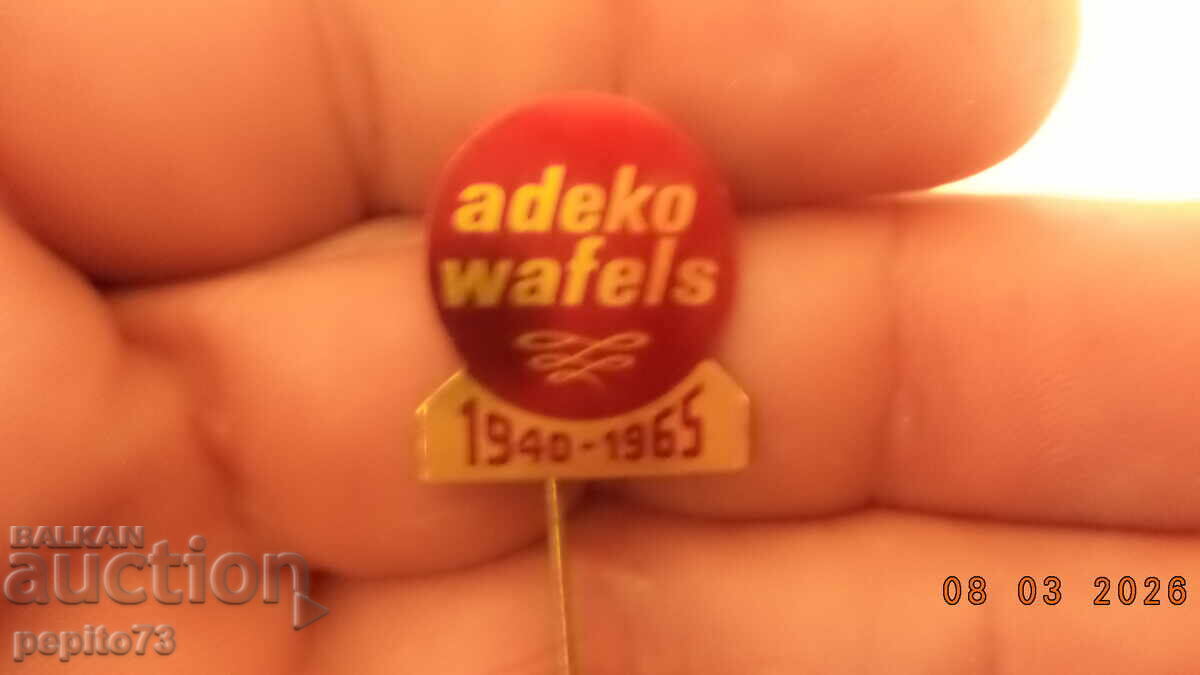 adeko
wafels
1940-1965
BALKAN
auction
pepito73
08 03 2026